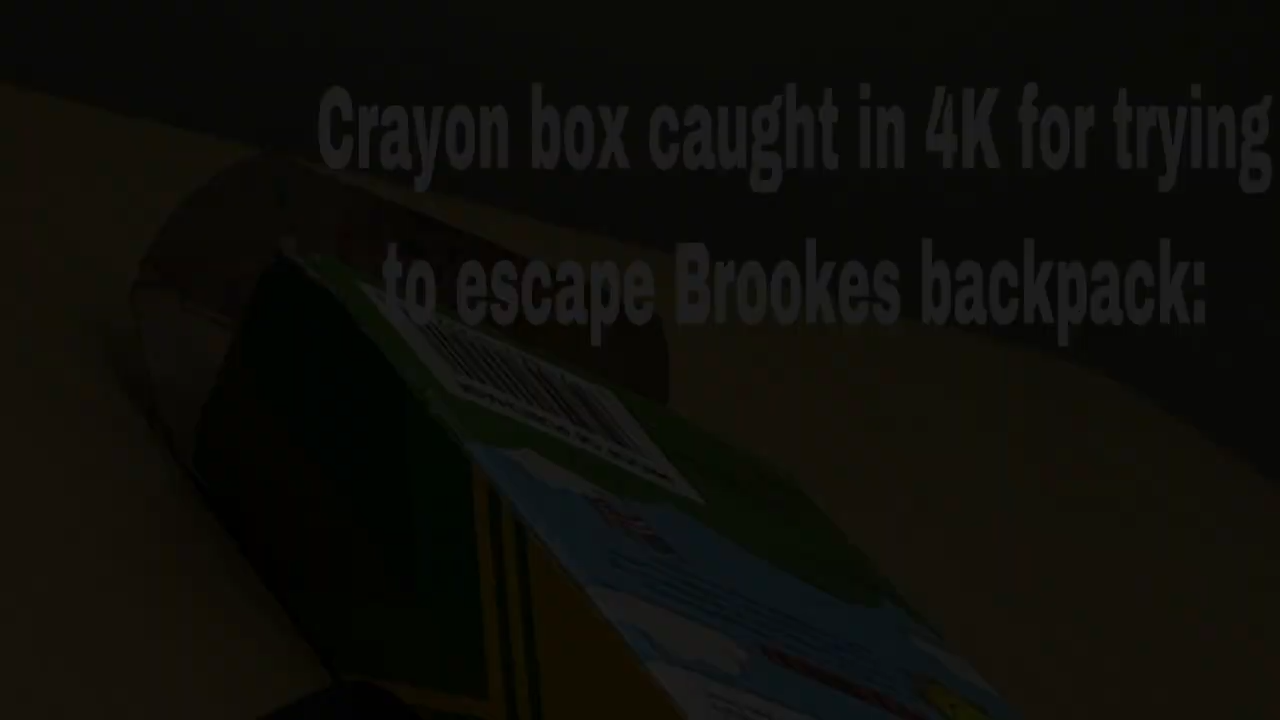 Crayon box caught in 4K for trying
to escape Brookes backpack: